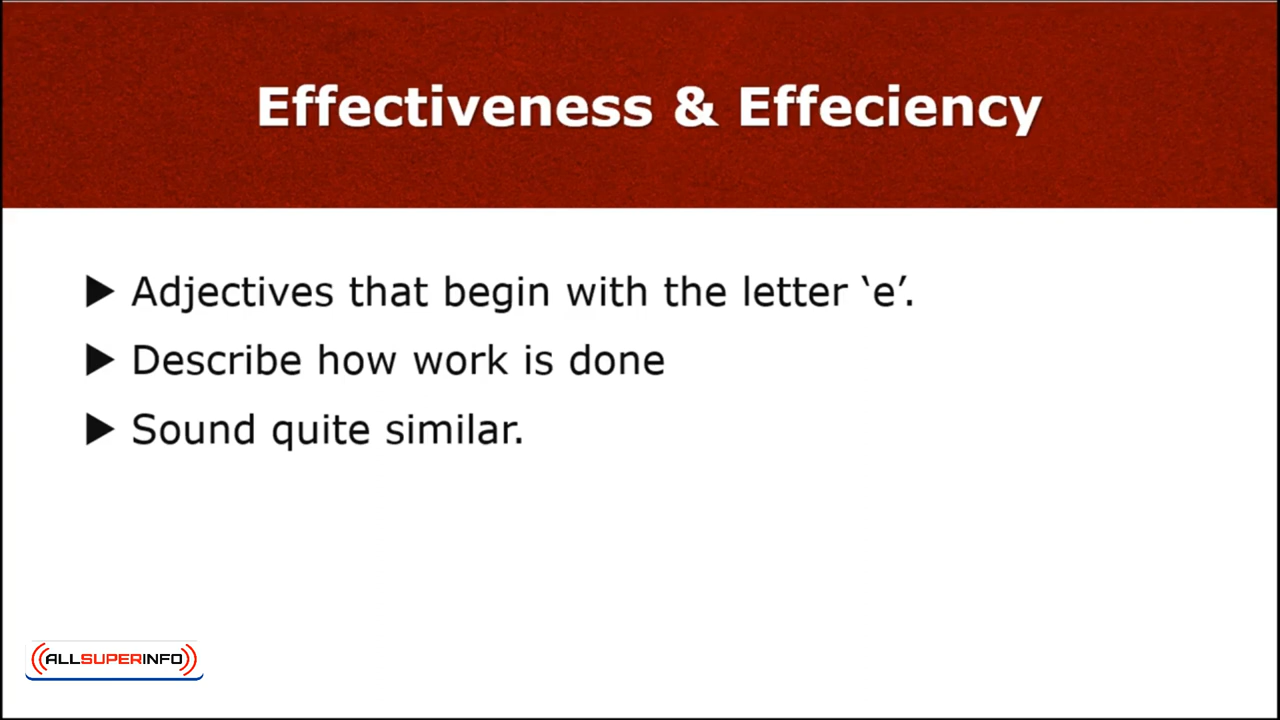 Effectiveness & Effeciency
Adjectives that begin with the letter ‘e’.
Describe how work is done
Sound quite similar.
ALLSUPERINFO